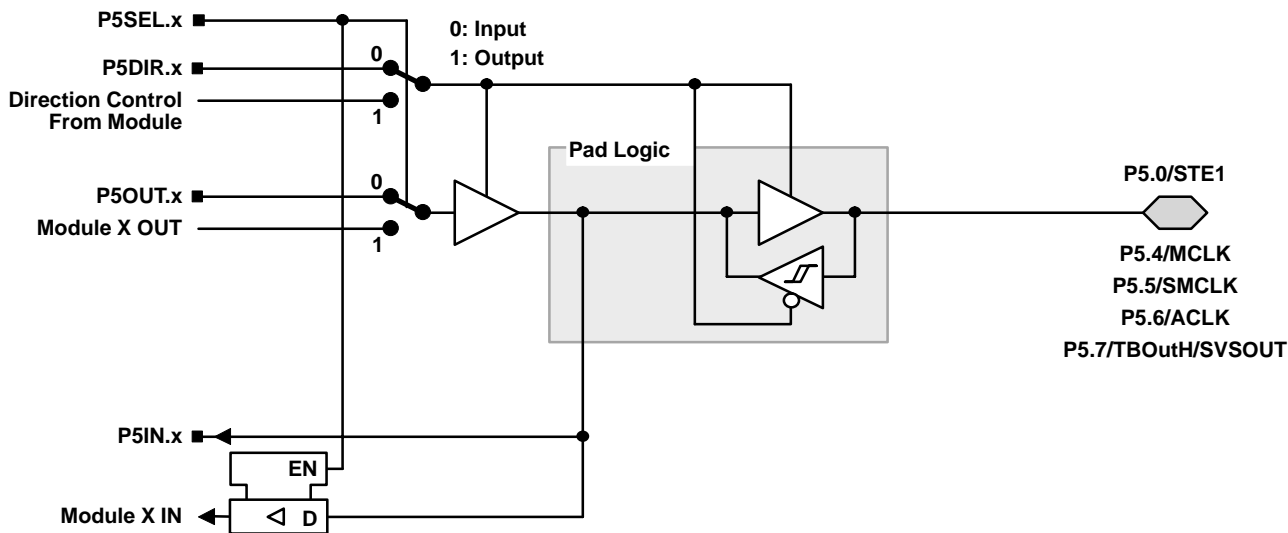 P5SEL.x
0: Input
1: Output
0
P5DIR.x
Direction Control
From Module
1
Pad Logic
P5OUT.x
0
Module X OUT
1
P5.0/STE1
P5.4/MCLK
P5.5/SMCLK
P5.6/ACLK
P5.7/TBOutH/SVSOUT
P5IN.x
EN
Module X IN
D